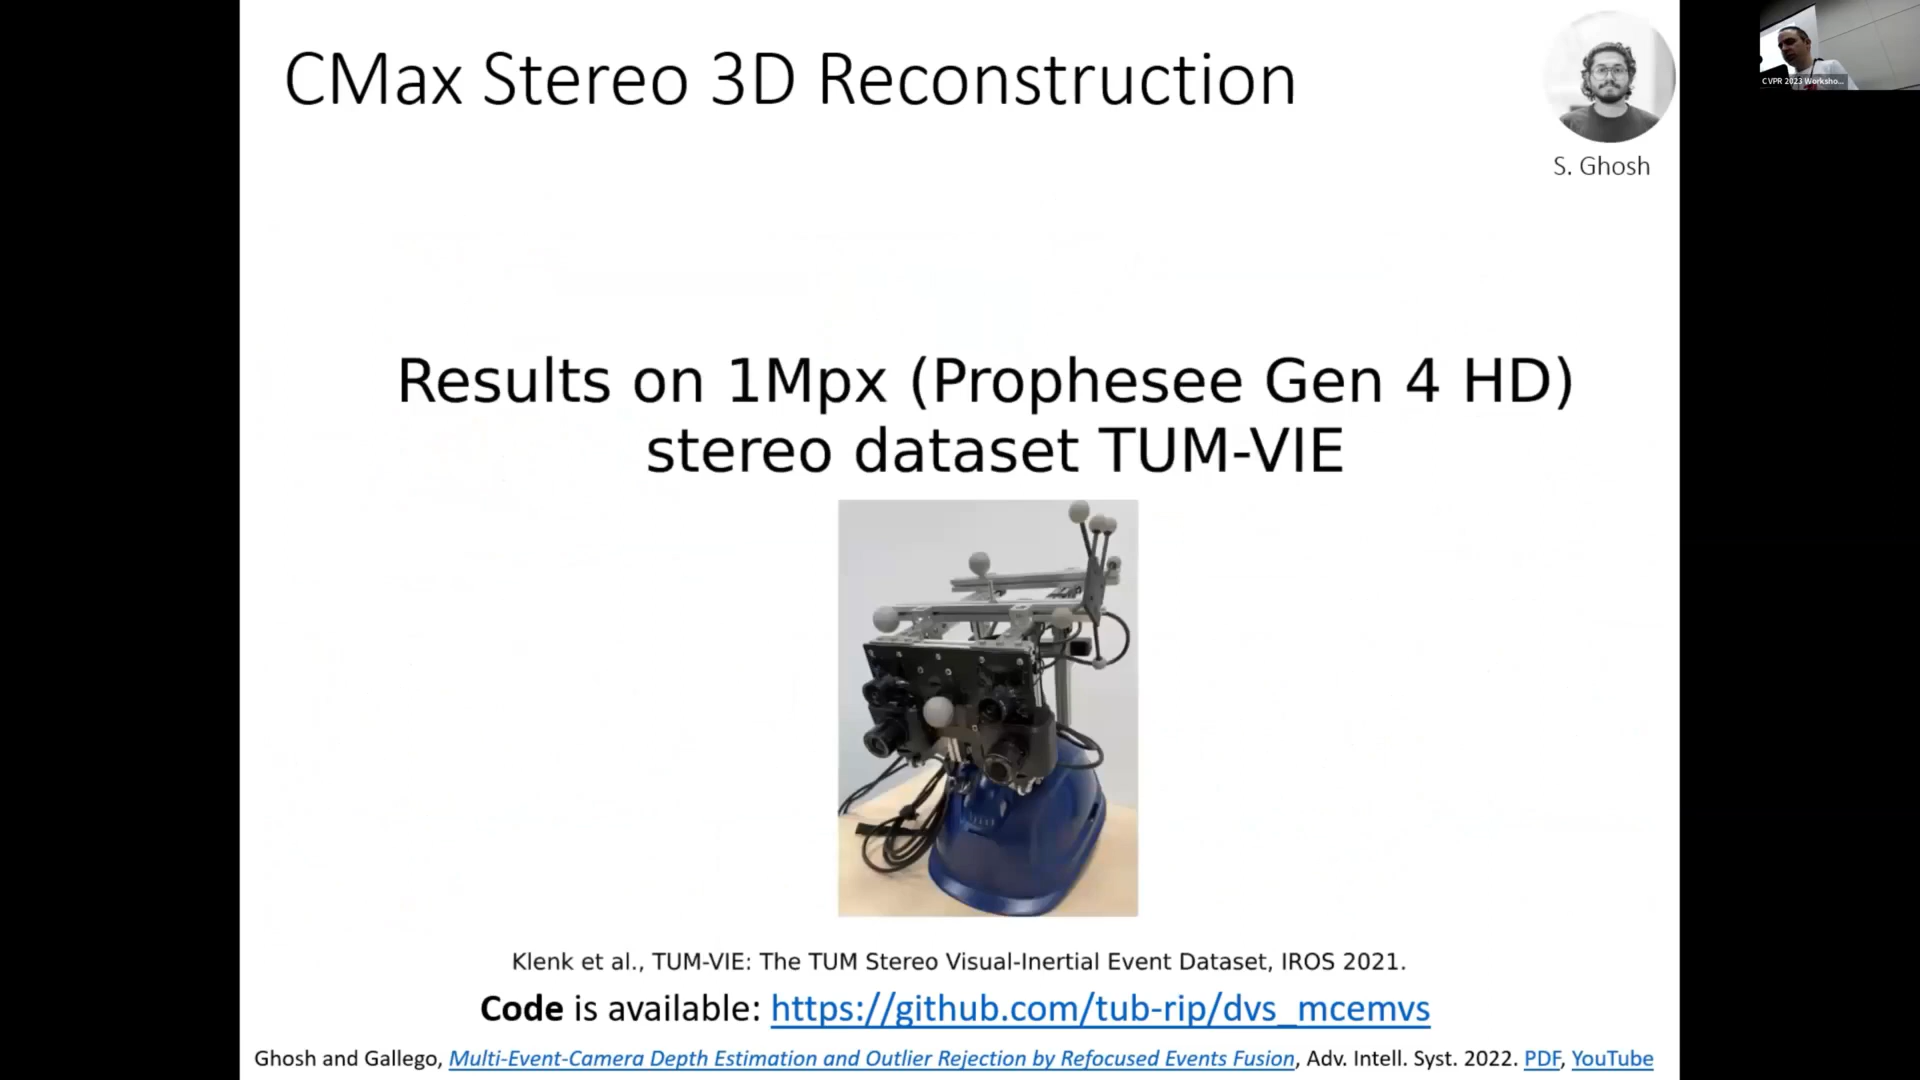 CMax Stereo 3D Reconstruction
S. Ghosh
CVPR 2023 Worksho...
Results on 1Mpx (Prophesee Gen 4 HD)
stereo dataset TUM-VIE
Klenk et al., TUM-VIE: The TUM Stereo Visual-Inertial Event Dataset, IROS 2021.
Code is available: https://github.com/tub-rip/dvs_mcemvs
Ghosh and Gallego, Multi-Event-Camera Depth Estimation and Outlier Rejection by Refocused Events Fusion, Adv. Intell. Syst. 2022. PDF, YouTube